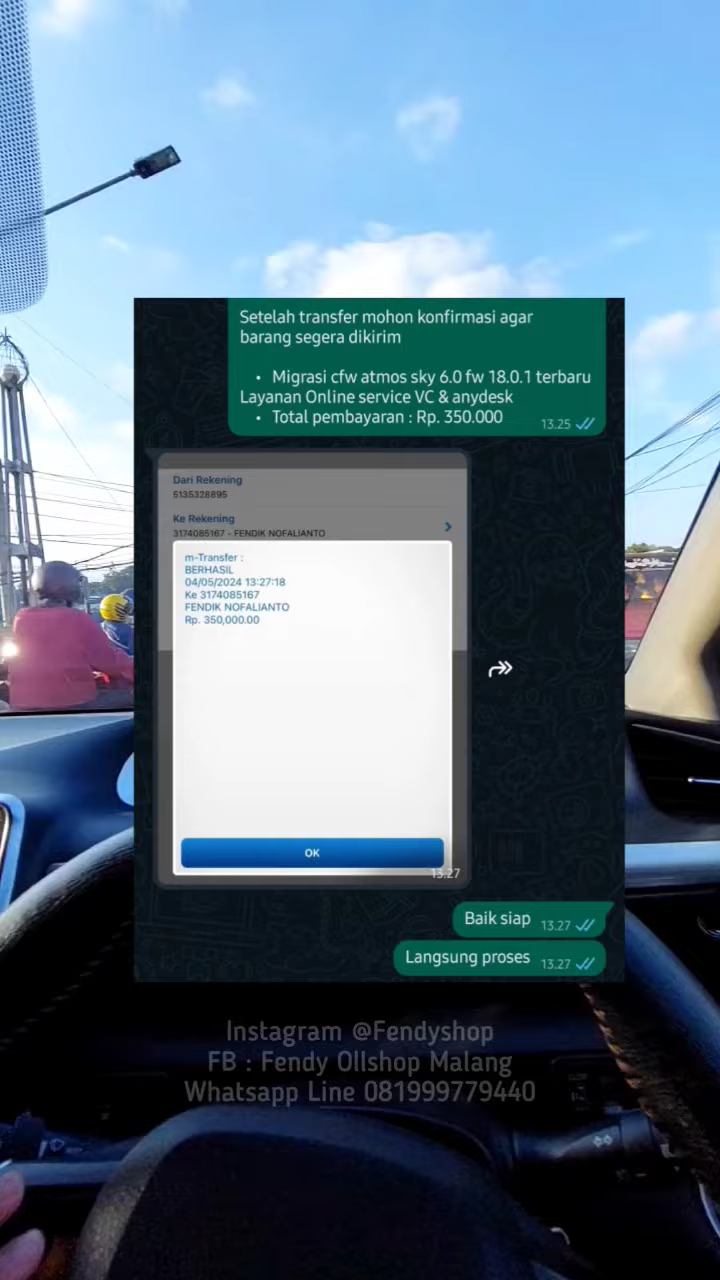 Setelah transfer mohon konfirmasi agar
barang segera dikirim
• Migrasi cfw atmos sky 6.0 fw 18.0.1 terbaru
Layanan Online service VC & anydesk
• Total pembayaran : Rp. 350.000
13.25
Dari Rekening
5135328895
Ke Rekening
3174085167 - FENDIK NOFALIANTO
m-Transfer :
BERHASIL
04/05/2024 13:27:18
Ke 3174085167
FENDIK NOFALIANTO
Rp. 350,000.00
OK
13.27
Baik siap 13.27
Langsung proses 13.27
Instagram @Fendyshop
FB : Fendy Ollshop Malang
Whatsapp Line 081999779440